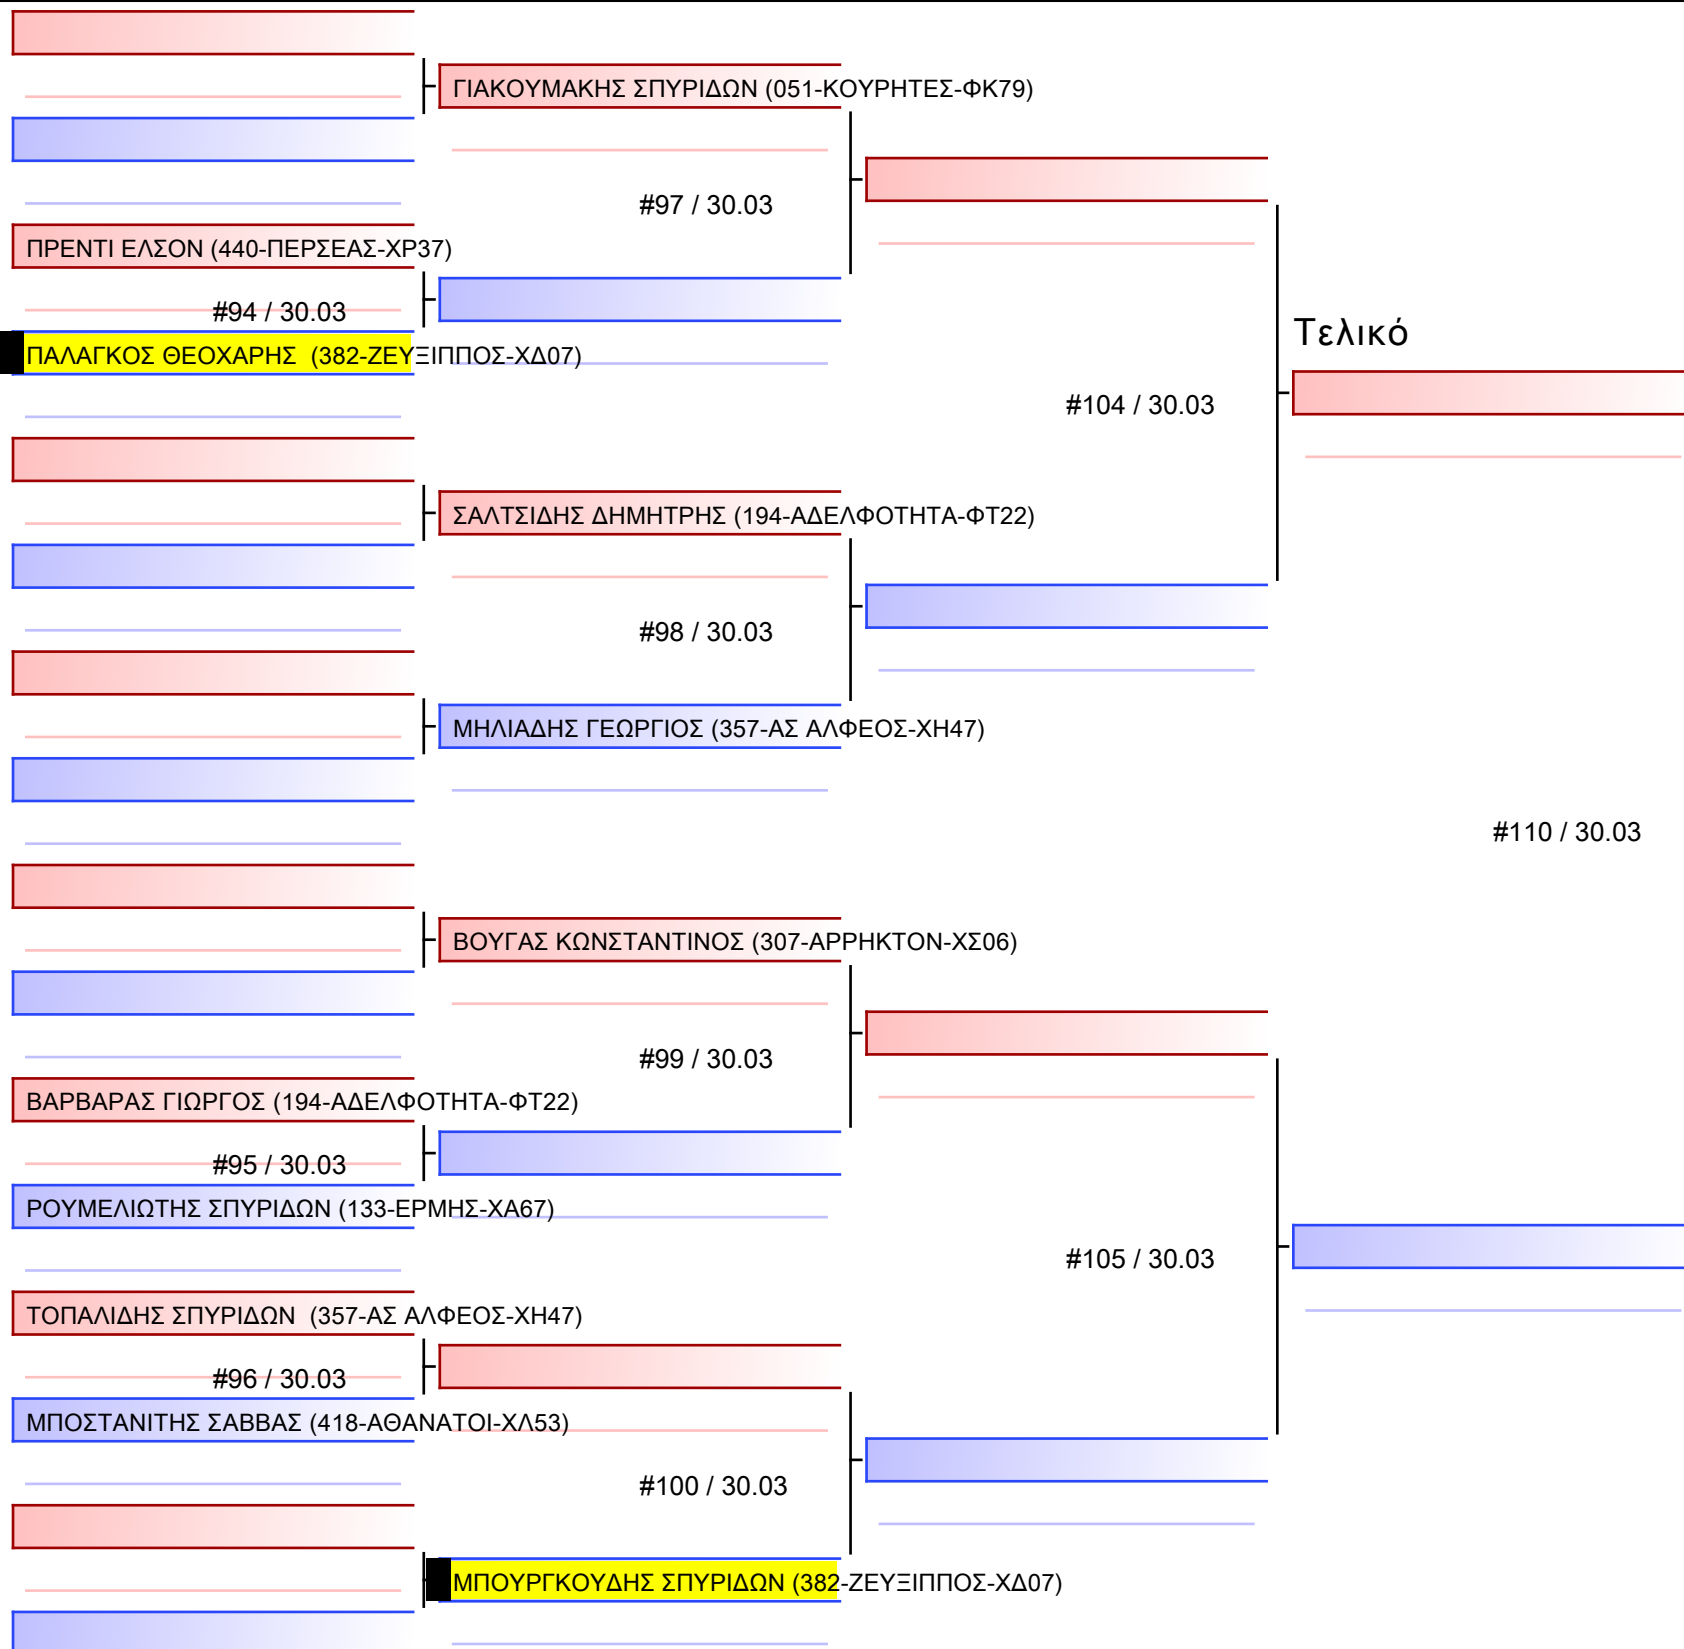 ΓΙΑΚΟΥΜΑΚΗΣ ΣΠΥΡΙΔΩΝ (051-ΚΟΥΡΗΤΕΣ-ΦΚ79)
#97 / 30.03
ΠΡΕΝΤΙ ΕΛΣΟΝ (440-ΠΕΡΣΕΑΣ-ΧΡ37)
#94 / 30.03
Τελικό
ΠΑΛΑΓΚΟΣ ΘΕΟΧΑΡΗΣ (382-ΖΕΥΞΙΠΠΟΣ-ΧΔ07)
#104 / 30.03
ΣΑΛΤΣΙΔΗΣ ΔΗΜΗΤΡΗΣ (194-ΑΔΕΛΦΟΤΗΤΑ-ΦΤ22)
#98 / 30.03
ΜΗΛΙΑΔΗΣ ΓΕΩΡΓΙΟΣ (357-ΑΣ ΑΛΦΕΟΣ-ΧΗ47)
#110 / 30.03
ΒΟΥΓΑΣ ΚΩΝΣΤΑΝΤΙΝΟΣ (307-ΑΡΡΗΚΤΟΝ-ΧΣ06)
#99 / 30.03
ΒΑΡΒΑΡΑΣ ΓΙΩΡΓΟΣ (194-ΑΔΕΛΦΟΤΗΤΑ-ΦΤ22)
#95 / 30.03
ΡΟΥΜΕΛΙΩΤΗΣ ΣΠΥΡΙΔΩΝ (133-ΕΡΜΗΣ-ΧΑ67)
#105 / 30.03
ΤΟΠΑΛΙΔΗΣ ΣΠΥΡΙΔΩΝ (357-ΑΣ ΑΛΦΕΟΣ-ΧΗ47)
#96 / 30.03
ΜΠΟΣΤΑΝΙΤΗΣ ΣΑΒΒΑΣ (418-ΑΘΑΝΑΤΟΙ-ΧΛ53)
#100 / 30.03
ΜΠΟΥΡΓΚΟΥΔΗΣ ΣΠΥΡΙΔΩΝ (382-ΖΕΥΞΙΠΠΟΣ-ΧΔ07)